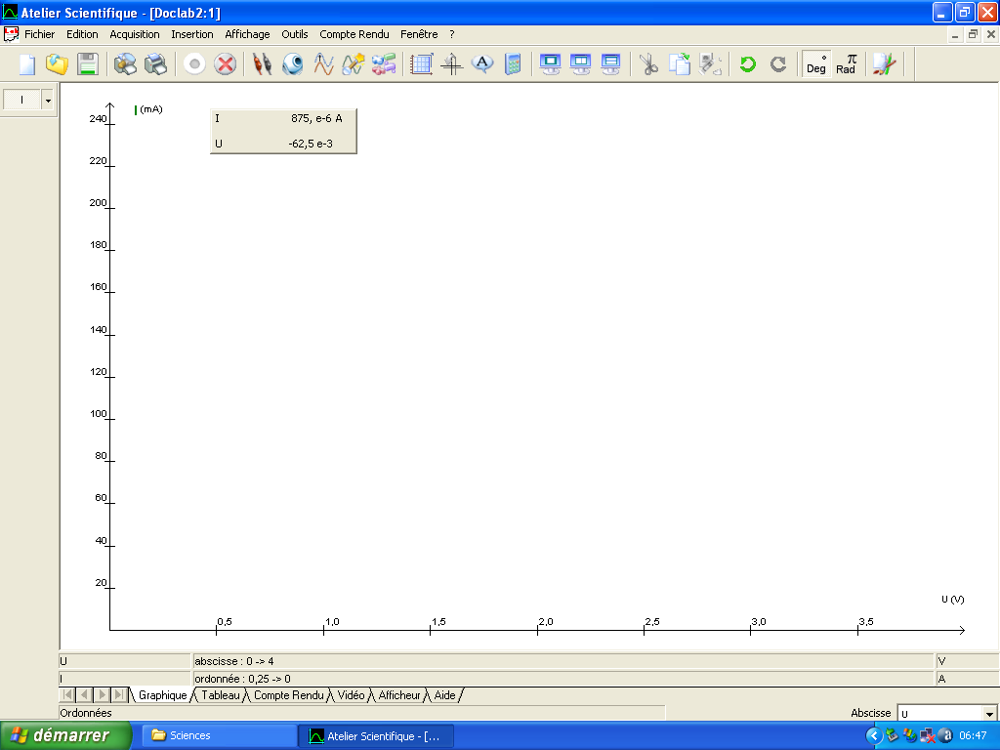 Atelier Scientifique - [Doclab2:1]
Fichier Edition Acquisition Insertion Affichage Outils Compte Rendu Fenêtre ?
Deg π Rad
I
I (mA)
I 875, e-6 A
U -62,5 e-3
240
220
200
180
160
140
120
100
80
60
40
20
U (V)
0,5 1,0 1,5 2,0 2,5 3,0 3,5
U abscisse : 0 -> 4 V
I ordonnée : 0,25 -> 0 A
Graphique Tableau Compte Rendu Vidéo Afficheur Aide
Ordonnées Abscisse U
démarrer Sciences Atelier Scientifique - [... 06:47